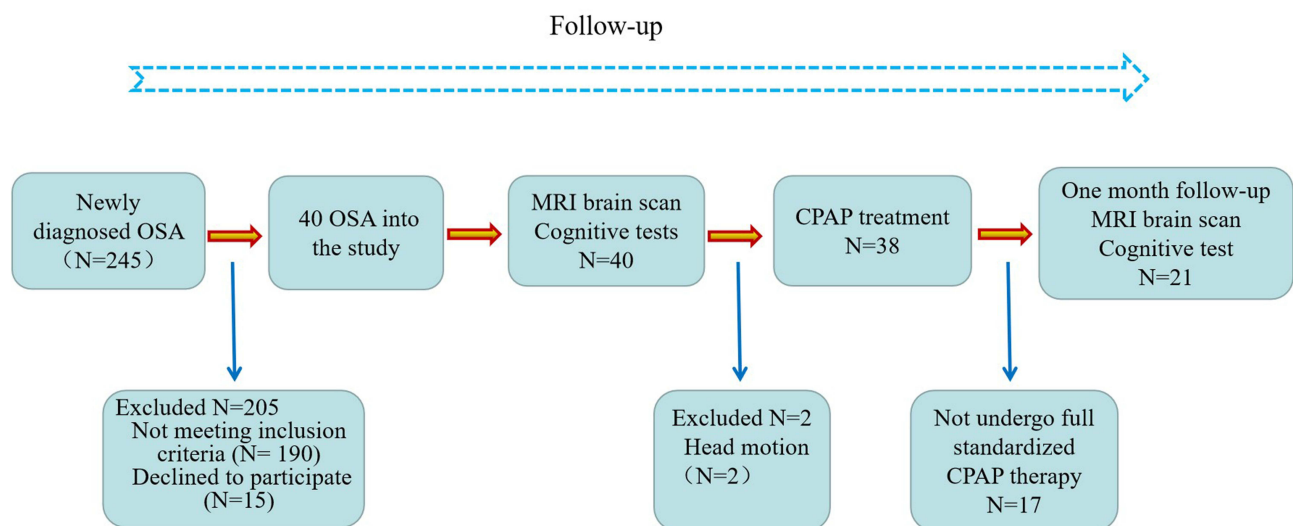 Follow-up
Newly
diagnosed OSA
（N=245）
40 OSA into
the study
MRI brain scan
Cognitive tests
N=40
CPAP treatment
N=38
One month follow-up
MRI brain scan
Cognitive test
N=21
Excluded N=205
Not meeting inclusion
criteria (N= 190)
Declined to participate
(N=15)
Excluded N=2
Head motion
（N=2）
Not undergo full
standardized
CPAP therapy
N=17